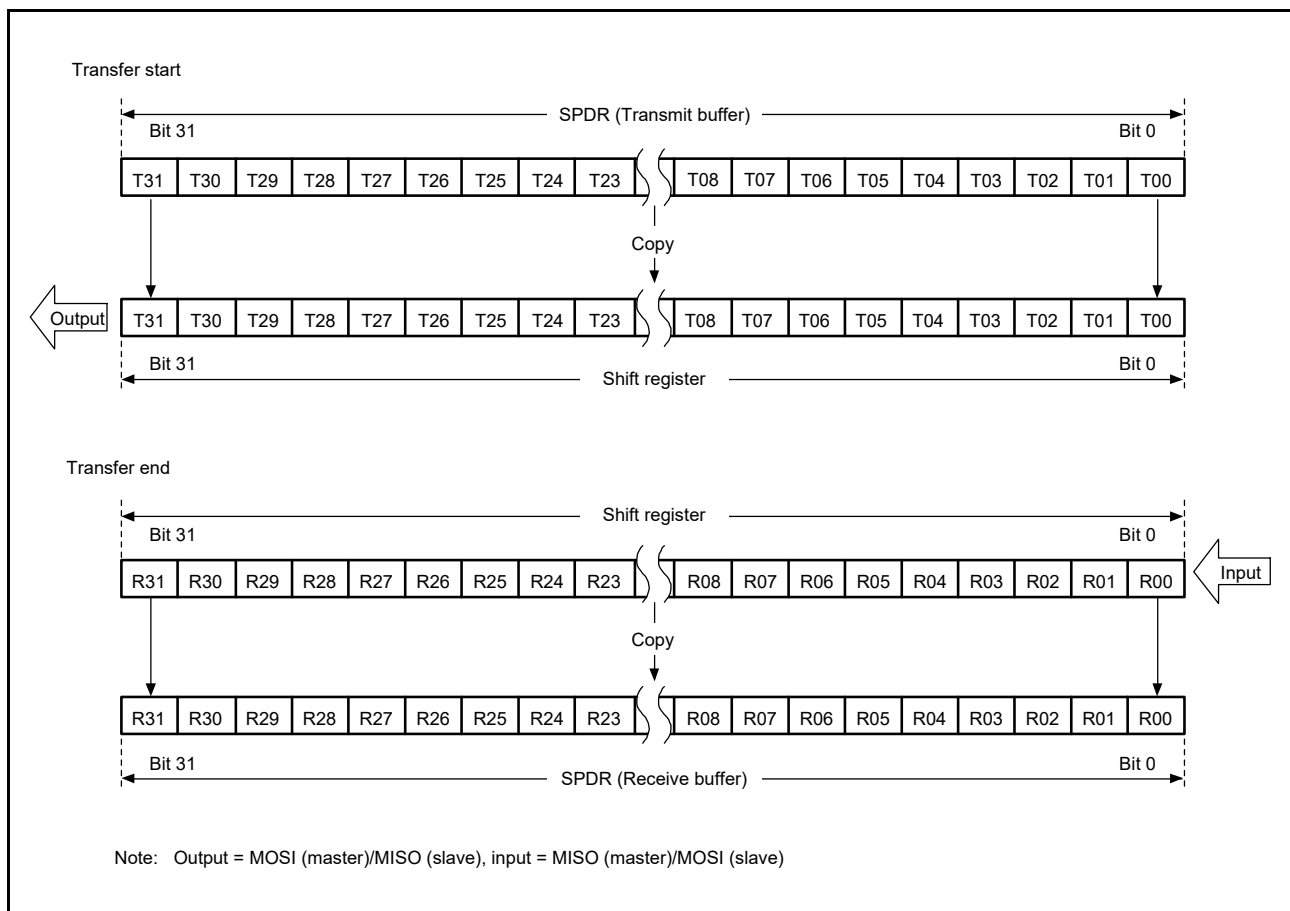 Transfer start
SPDR (Transmit buffer)
Bit 31 Bit 0
T31 T30 T29 T28 T27 T26 T25 T24 T23 T08 T07 T06 T05 T04 T03 T02 T01 T00
Copy
Output T31 T30 T29 T28 T27 T26 T25 T24 T23 T08 T07 T06 T05 T04 T03 T02 T01 T00
Bit 31 Bit 0
Shift register
Transfer end
Shift register
Bit 31 Bit 0
R31 R30 R29 R28 R27 R26 R25 R24 R23 R08 R07 R06 R05 R04 R03 R02 R01 R00 Input
Copy
R31 R30 R29 R28 R27 R26 R25 R24 R23 R08 R07 R06 R05 R04 R03 R02 R01 R00
Bit 31 Bit 0
SPDR (Receive buffer)
Note: Output = MOSI (master)/MISO (slave), input = MISO (master)/MOSI (slave)